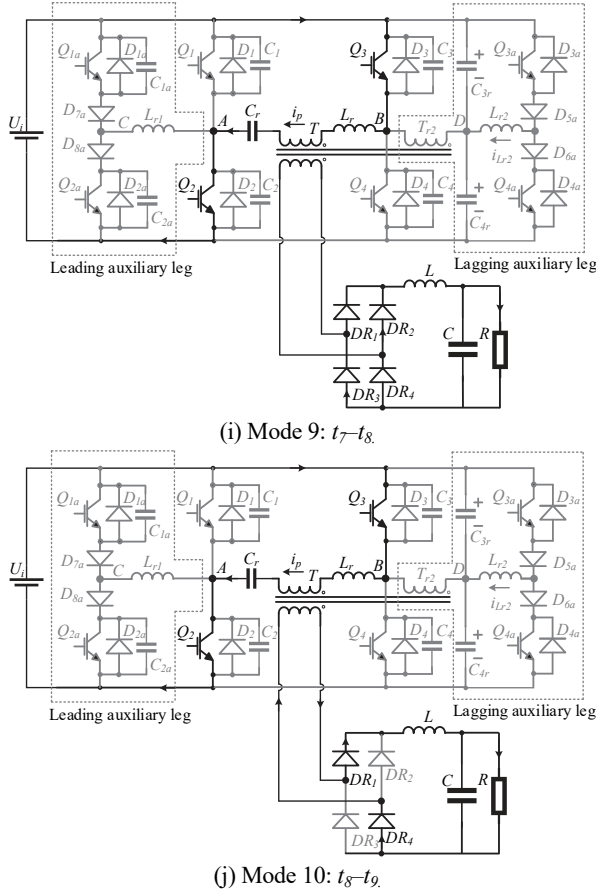 Q1a D1a C1a Q1 D1 C1 Q3 D3 C3 + Q3a D3a
C3r −
D7a D5a
Ui C Lr1 A Cr ip T Lr B Tr2 D Lr2
D8a iLr2 D6a
Q2a D2a C2a Q2 D2 C2 Q4 D4 C4 + Q4a D4a
C4r −
Leading auxiliary leg Lagging auxiliary leg
L
DR1 DR2 C R
DR3 DR4
(i) Mode 9: t7–t8.
Q1a D1a C1a Q1 D1 C1 Q3 D3 C3 + Q3a D3a
C3r −
D7a D5a
Ui C Lr1 A Cr ip T Lr B Tr2 D Lr2
D8a iLr2 D6a
Q2a D2a C2a Q2 D2 C2 Q4 D4 C4 + Q4a D4a
C4r −
Leading auxiliary leg Lagging auxiliary leg
L
DR1 DR2 C R
DR3 DR4
(j) Mode 10: t8–t9.